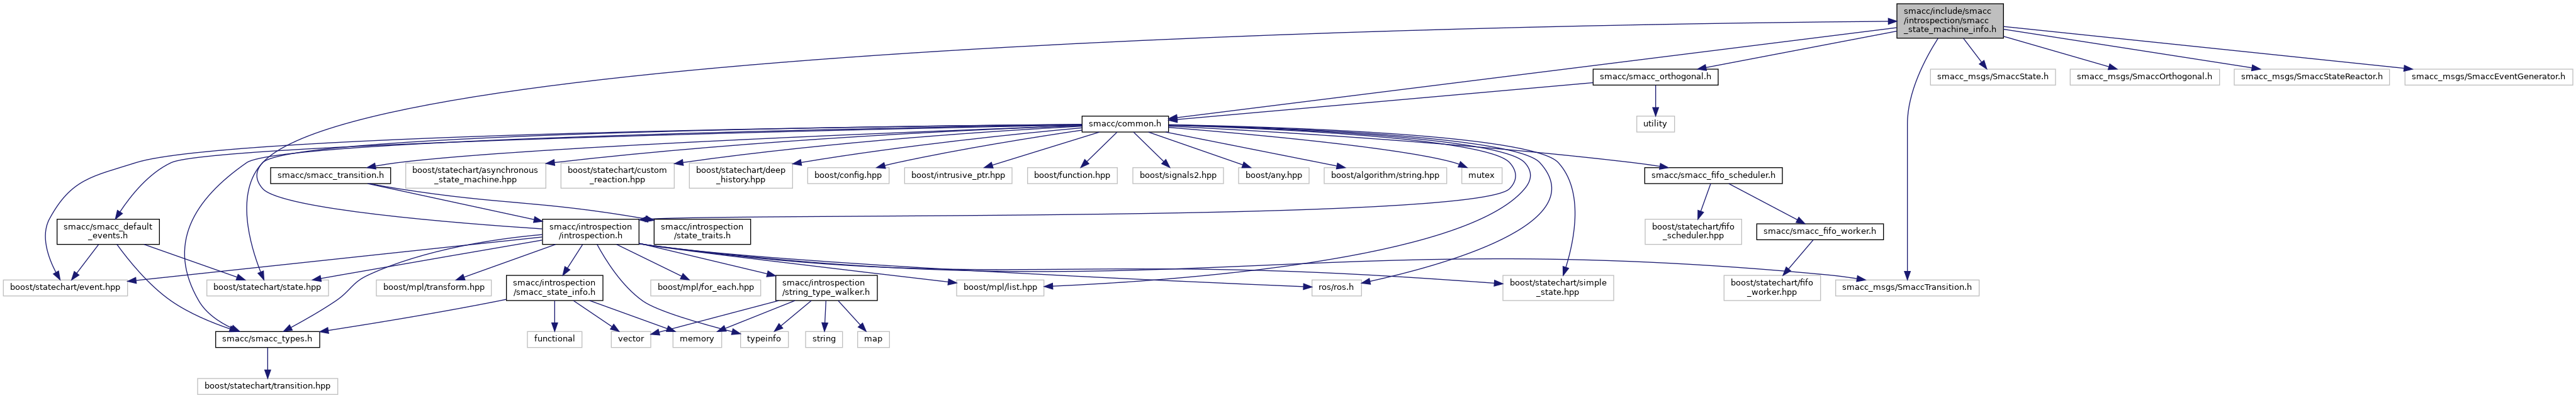 smacc/include/smacc
/introspection/smacc
_state_machine_info.h
smacc/smacc_orthogonal.h
smacc_msgs/SmaccState.h
smacc_msgs/SmaccOrthogonal.h
smacc_msgs/SmaccStateReactor.h
smacc_msgs/SmaccEventGenerator.h
smacc/common.h
utility
smacc/smacc_transition.h
boost/statechart/asynchronous
_state_machine.hpp
boost/statechart/custom
_reaction.hpp
boost/statechart/deep
_history.hpp
boost/config.hpp
boost/intrusive_ptr.hpp
boost/function.hpp
boost/signals2.hpp
boost/any.hpp
boost/algorithm/string.hpp
mutex
smacc/smacc_fifo_scheduler.h
smacc/smacc_default
_events.h
smacc/introspection
/introspection.h
smacc/introspection
/state_traits.h
boost/statechart/fifo
_scheduler.hpp
smacc/smacc_fifo_worker.h
boost/statechart/event.hpp
boost/statechart/state.hpp
boost/mpl/transform.hpp
smacc/introspection
/smacc_state_info.h
boost/mpl/for_each.hpp
smacc/introspection
/string_type_walker.h
boost/mpl/list.hpp
ros/ros.h
boost/statechart/simple
_state.hpp
boost/statechart/fifo
_worker.hpp
smacc_msgs/SmaccTransition.h
smacc/smacc_types.h
functional
vector
memory
typeinfo
string
map
boost/statechart/transition.hpp